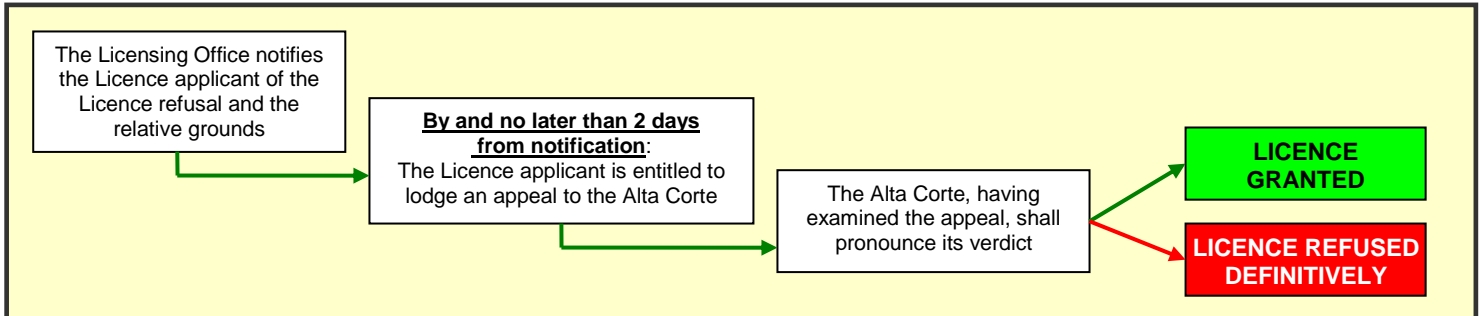 The Licensing Office notifies
the Licence applicant of the
Licence refusal and the
relative grounds
By and no later than 2 days
from notification:
The Licence applicant is entitled to
lodge an appeal to the Alta Corte
The Alta Corte, having
examined the appeal, shall
pronounce its verdict
LICENCE
GRANTED
LICENCE REFUSED
DEFINITIVELY